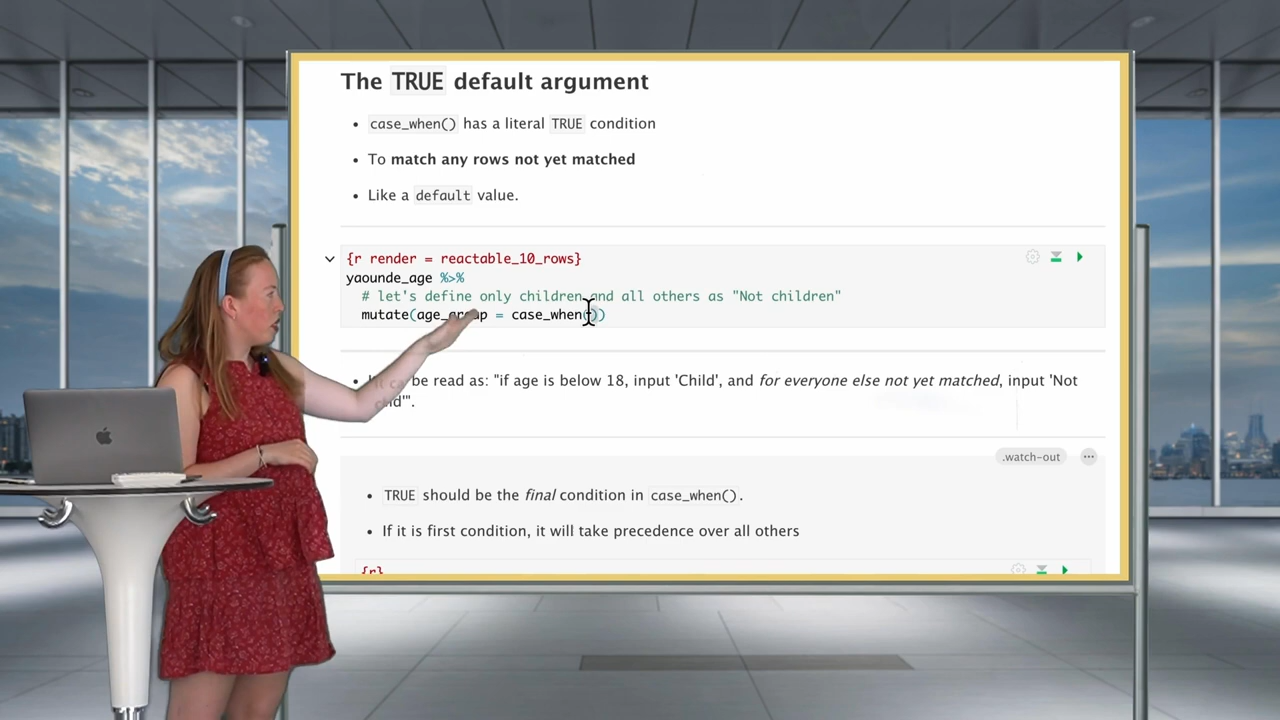 The TRUE default argument
• case_when() has a literal TRUE condition
• To match any rows not yet matched
• Like a default value.
{r render = reactable_10_rows}
yaounde_age %>%
# let's define only children and all others as "Not children"
mutate(age_group = case_when())
be read as: "if age is below 18, input 'Child', and for everyone else not yet matched, input 'Not
.watch-out
• TRUE should be the final condition in case_when().
• If it is first condition, it will take precedence over all others
{r}